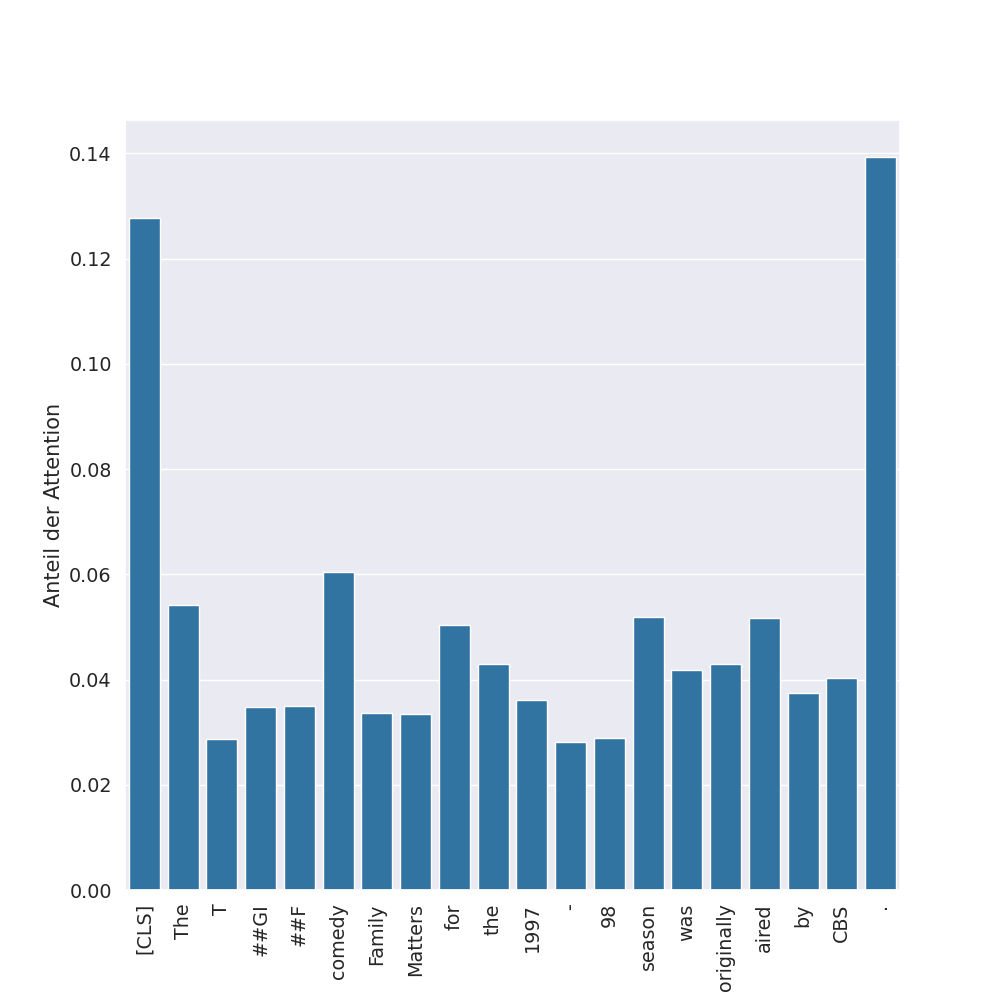 0.14
0.12
0.10
0.08
0.06
0.04
0.02
0.00
Anteil der Attention
[CLS]
The
T
##GI
##F
comedy
Family
Matters
for
the
1997
-
98
season
was
originally
aired
by
CBS
.